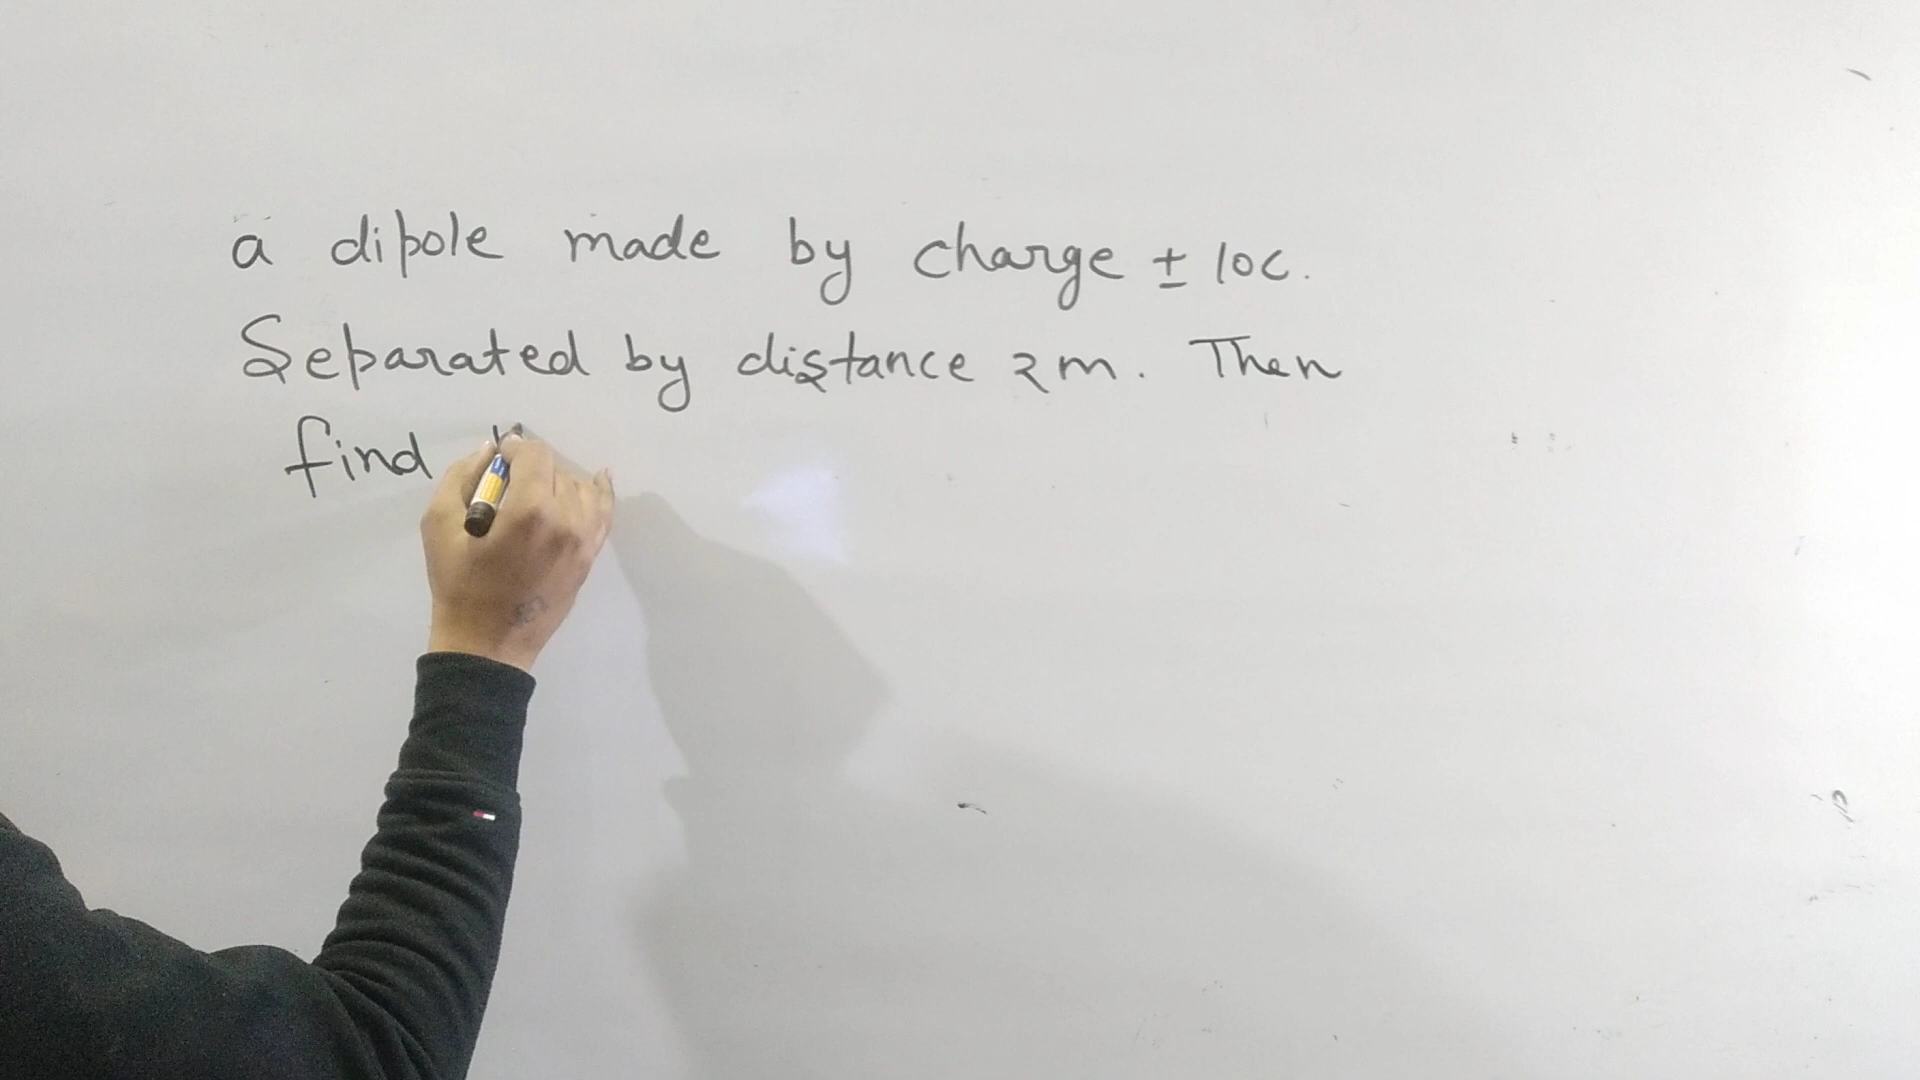 a dipole made by charge ± 10C.
Separated by distance 2m. Then
find